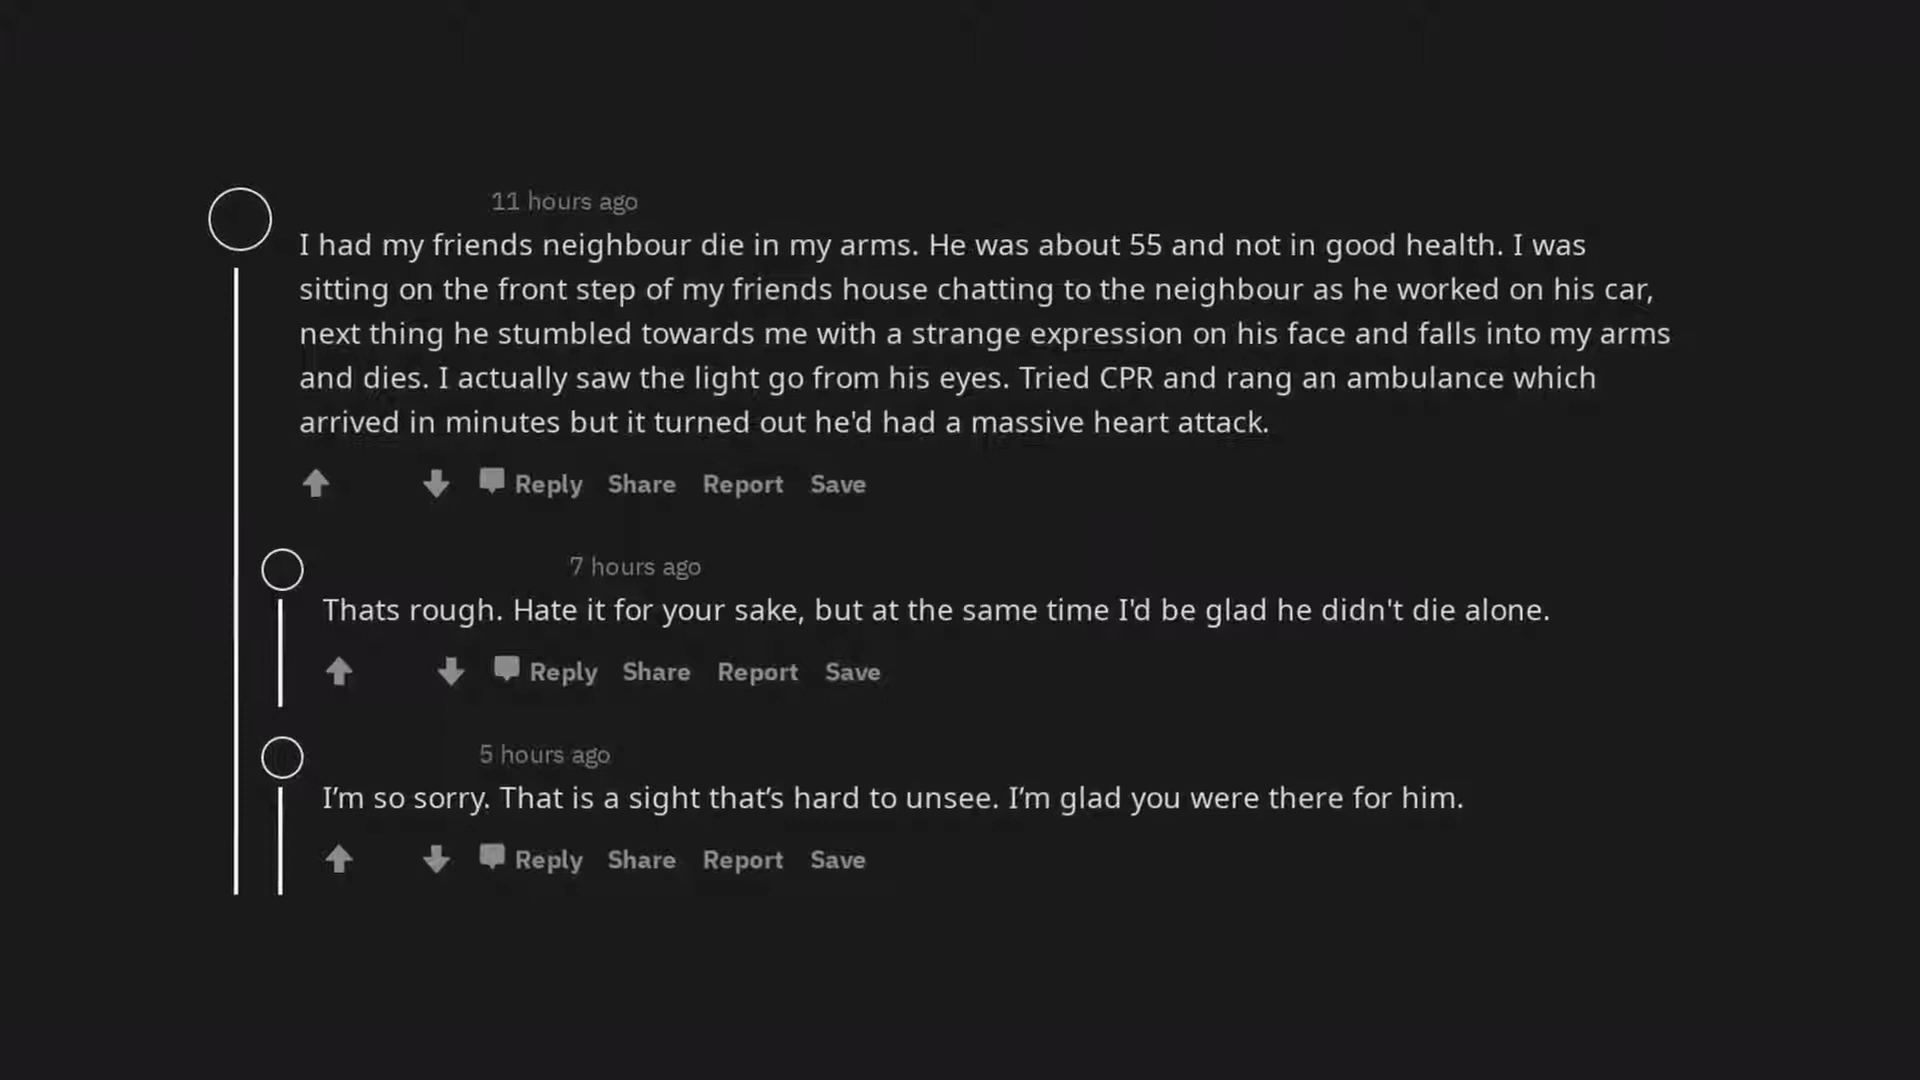 11 hours ago
I had my friends neighbour die in my arms. He was about 55 and not in good health. I was
sitting on the front step of my friends house chatting to the neighbour as he worked on his car,
next thing he stumbled towards me with a strange expression on his face and falls into my arms
and dies. I actually saw the light go from his eyes. Tried CPR and rang an ambulance which
arrived in minutes but it turned out he'd had a massive heart attack.
Reply Share Report Save
7 hours ago
Thats rough. Hate it for your sake, but at the same time I'd be glad he didn't die alone.
Reply Share Report Save
5 hours ago
I’m so sorry. That is a sight that’s hard to unsee. I’m glad you were there for him.
Reply Share Report Save